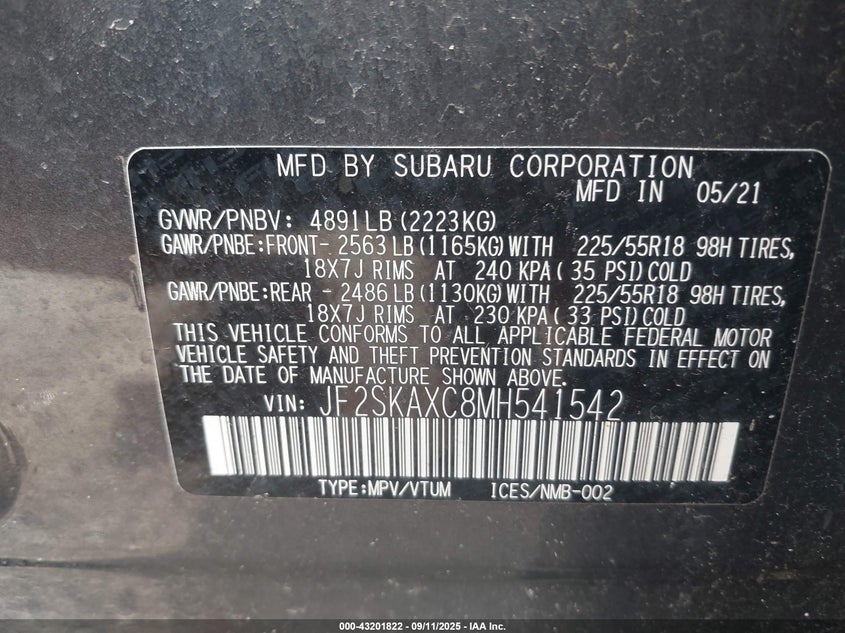 MFD BY SUBARU CORPORATION
MFD IN 05/21
GVWR/PNBV: 4891LB(2223KG)
GAWR/PNBE:FRONT- 2563LB(1165KG)WITH 225/55R18 98H TIRES,
18X7J RIMS AT 240 KPA( 35 PSI)COLD
GAWR/PNBE:REAR - 2486LB(1130KG)WITH 225/55R18 98H TIRES,
18X7J RIMS AT 230 KPA( 33 PSI)COLD
THIS VEHICLE CONFORMS TO ALL APPLICABLE FEDERAL MOTOR
VEHICLE SAFETY AND THEFT PREVENTION STANDARDS IN EFFECT ON
THE DATE OF MANUFACTURE SHOWN ABOVE.
VIN: JF2SKAXC8MH541542
TYPE:MPV/VTUM ICES/NMB-002
000-43201822 - 09/11/2025 - IAA Inc.